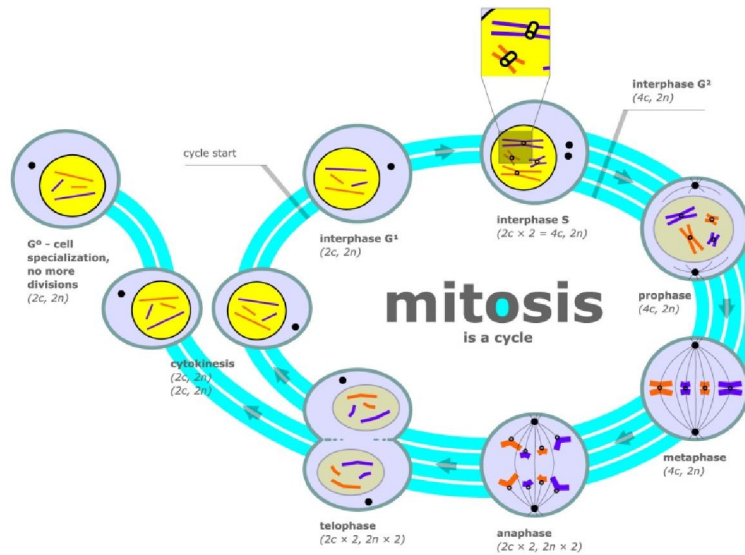 interphase G²
(4c, 2n)
cycle start
G⁰ - cell
specialization,
no more
divisions
(2c, 2n)
interphase G¹
(2c, 2n)
interphase S
(2c × 2 = 4c, 2n)
prophase
(4c, 2n)
mitosis
is a cycle
cytokinesis
(2c, 2n)
(2c, 2n)
metaphase
(4c, 2n)
telophase
(2c × 2, 2n × 2)
anaphase
(2c × 2, 2n × 2)